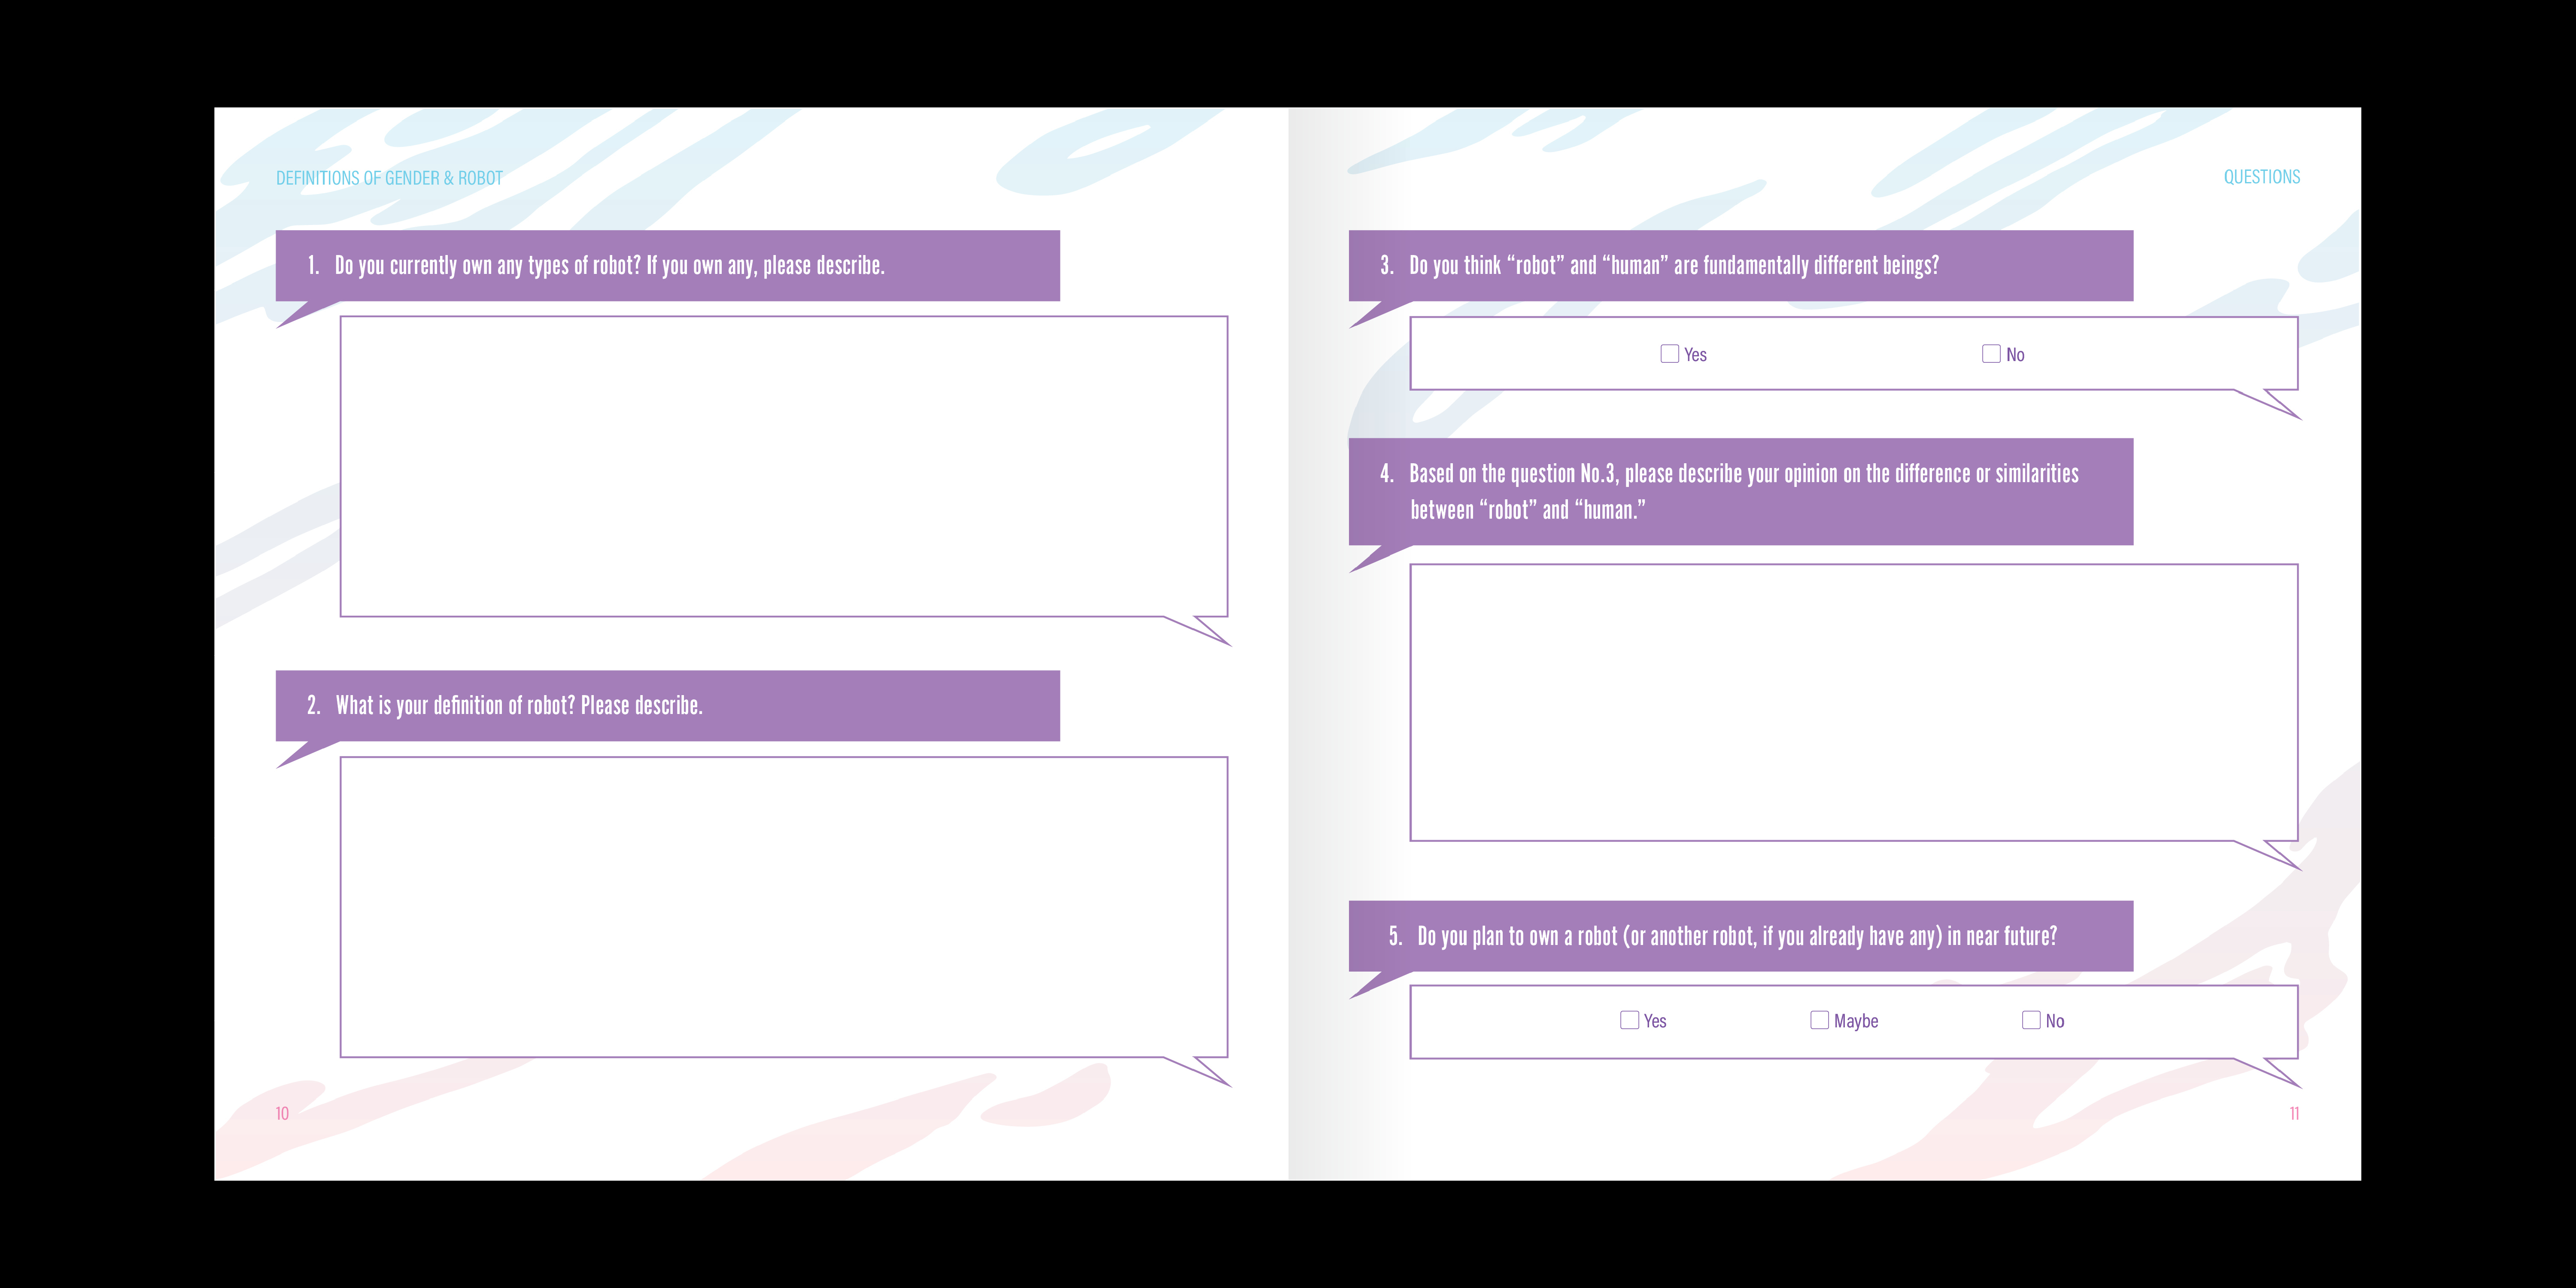 DEFINITIONS OF GENDER & ROBOT
1. Do you currently own any types of robot? If you own any, please describe.
2. What is your definition of robot? Please describe.
10
QUESTIONS
3. Do you think “robot” and “human” are fundamentally different beings?
Yes No
4. Based on the question No.3, please describe your opinion on the difference or similarities
between “robot” and “human.”
5. Do you plan to own a robot (or another robot, if you already have any) in near future?
Yes Maybe No
11